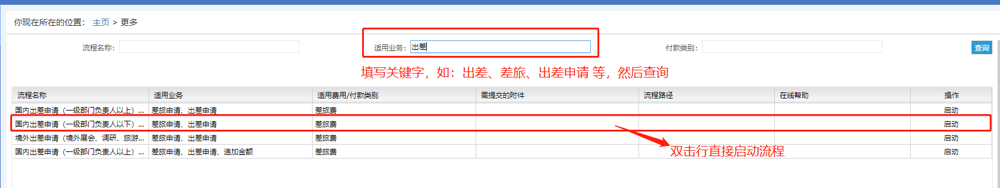 你现在所在的位置： 主页 > 更多
流程名称： 适用业务：出差 付款类别： 查询
填写关键字，如：出差、差旅、出差申请 等，然后查询
流程名称 适用业务 适用费用/付款类别 需提交的附件 流程路径 在线帮助 操作
国内出差申请（一级部门负责人以上）... 差旅申请、出差申请 差旅费 启动
国内出差申请（一级部门负责人以下）... 差旅申请、出差申请 差旅费 启动
境外出差申请（境外展会、调研、旅游... 差旅申请、出差申请 差旅费 启动
国内出差申请（一级部门负责人以上）... 差旅申请、出差申请、追加金额 差旅费 启动
双击行直接启动流程